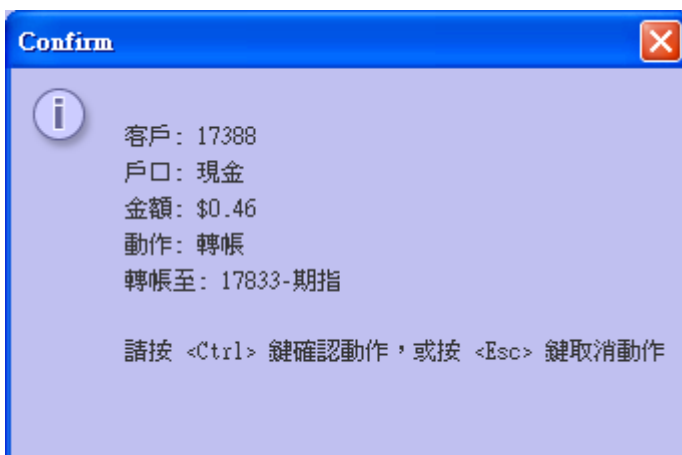 Confirm
客戶: 17388
戶口: 現金
金額: $0.46
動作: 轉帳
轉帳至: 17833-期指
請按 <Ctrl> 鍵確認動作，或按 <Esc> 鍵取消動作